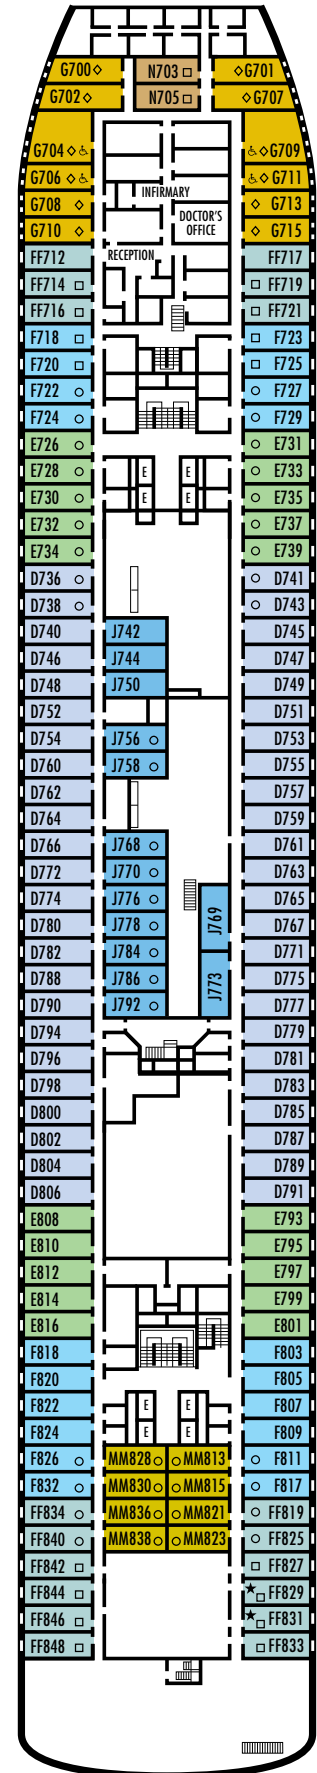 G700 N703 G701
G702 N705 G707
G704 G709
G706 G711
INFIRMARY
G708 G713
DOCTOR'S
OFFICE
G710 G715
RECEPTION
FF712 FF717
FF714 FF719
FF716 FF721
F718 F723
F720 F725
F722 F727
F724 F729
E726 E731
E728 E E E733
E730 E E E735
E732 E737
E734 E739
D736 D741
D738 D743
D740 J742 D745
D746 J744 D747
D748 J750 D749
D752 D751
D754 J756 D753
D760 J758 D755
D762 D757
D764 D759
D766 J768 D761
D772 J770 D763
D774 J776 D765
D780 J778 J769 D767
D782 J784 D771
D788 J786 J773 D775
D790 J792 D777
D794 D779
D796 D781
D798 D783
D800 D785
D802 D787
D804 D789
D806 D791
E808 E793
E810 E795
E812 E797
E814 E799
E816 E801
F818 F803
F820 F805
F822 E E F807
F824 E E F809
F826 MM828 MM813 F811
F832 MM830 MM815 F817
FF834 MM836 MM821 FF819
FF840 MM838 MM823 FF825
FF842 FF827
FF844 FF829
FF846 FF831
FF848 FF833